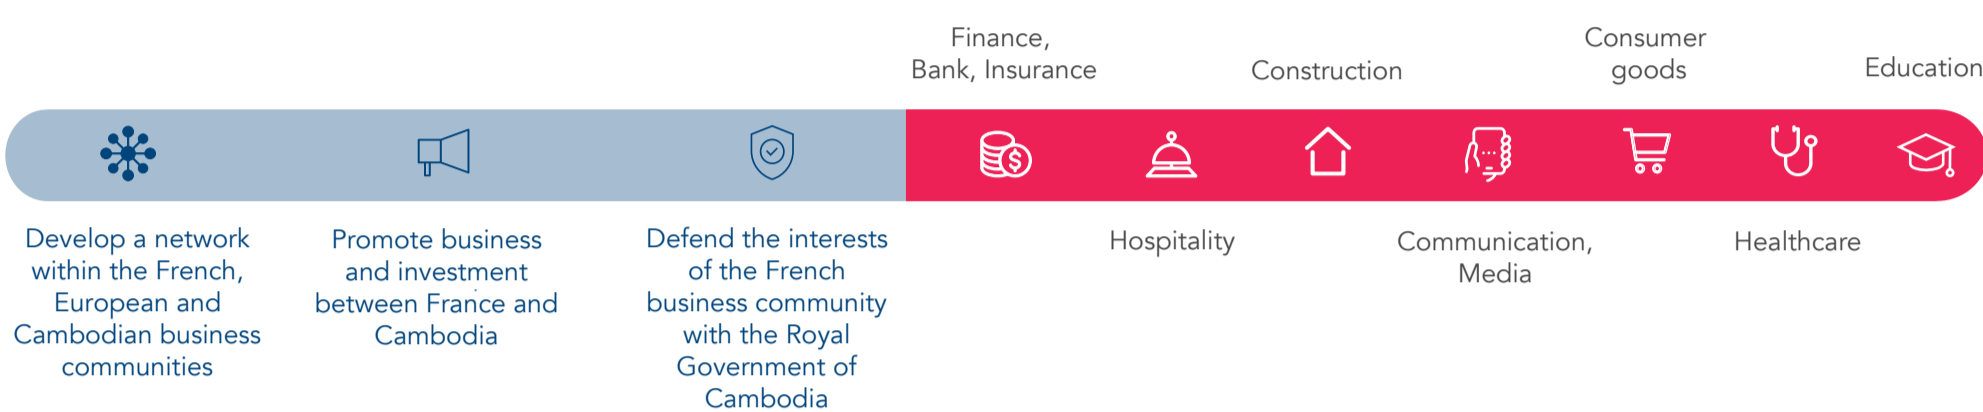 Finance,
Bank, Insurance
Construction
Consumer
goods
Education
$
Develop a network
within the French,
European and
Cambodian business
communities
Promote business
and investment
between France and
Cambodia
Defend the interests
of the French
business community
with the Royal
Government of
Cambodia
Hospitality
Communication,
Media
Healthcare